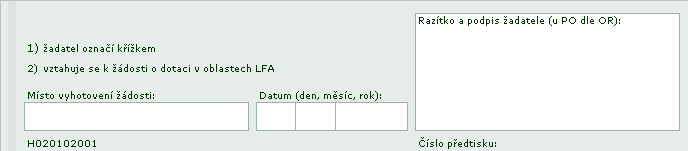 Razítko a podpis žadatele (u PO dle OR):
1) žadatel označí křížkem
2) vztahuje se k žádosti o dotaci v oblastech LFA
Místo vyhotovení žádosti:
Datum (den, měsíc, rok):
H020102001
Číslo předtisku: